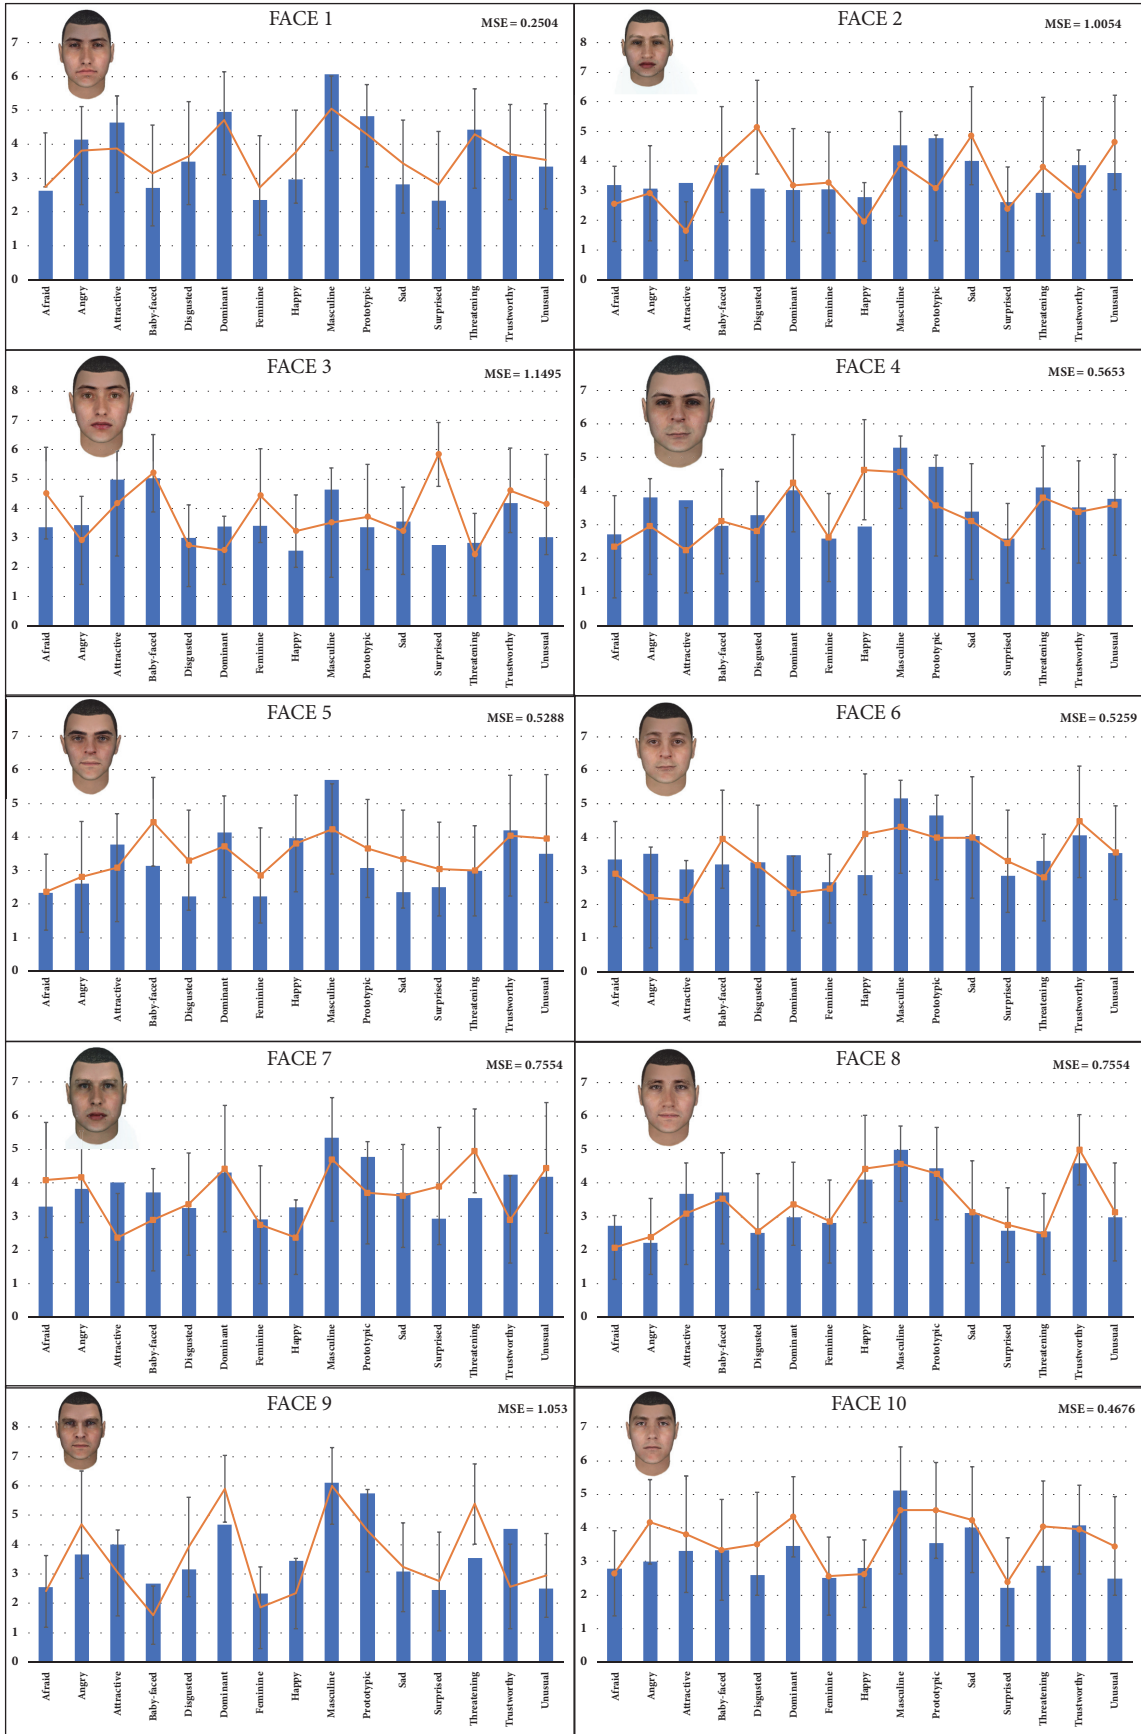 FACE 1
MSE = 0.2504
7
6
5
4
3
2
1
0
Afraid
Angry
Attractive
Baby-faced
Disgusted
Dominant
Feminine
Happy
Masculine
Prototypic
Sad
Surprised
Threatening
Trustworthy
Unusual
FACE 2
MSE = 1.0054
8
7
6
5
4
3
2
1
0
Afraid
Angry
Attractive
Baby-faced
Disgusted
Dominant
Feminine
Happy
Masculine
Prototypic
Sad
Surprised
Threatening
Trustworthy
Unusual
FACE 3
MSE = 1.1495
8
7
6
5
4
3
2
1
0
Afraid
Angry
Attractive
Baby-faced
Disgusted
Dominant
Feminine
Happy
Masculine
Prototypic
Sad
Surprised
Threatening
Trustworthy
Unusual
FACE 4
MSE = 0.5653
7
6
5
4
3
2
1
0
Afraid
Angry
Attractive
Baby-faced
Disgusted
Dominant
Feminine
Happy
Masculine
Prototypic
Sad
Surprised
Threatening
Trustworthy
Unusual
FACE 5
MSE = 0.5288
7
6
5
4
3
2
1
0
Afraid
Angry
Attractive
Baby-faced
Disgusted
Dominant
Feminine
Happy
Masculine
Prototypic
Sad
Surprised
Threatening
Trustworthy
Unusual
FACE 6
MSE = 0.5259
7
6
5
4
3
2
1
0
Afraid
Angry
Attractive
Baby-faced
Disgusted
Dominant
Feminine
Happy
Masculine
Prototypic
Sad
Surprised
Threatening
Trustworthy
Unusual
FACE 7
MSE = 0.7554
7
6
5
4
3
2
1
0
Afraid
Angry
Attractive
Baby-faced
Disgusted
Dominant
Feminine
Happy
Masculine
Prototypic
Sad
Surprised
Threatening
Trustworthy
Unusual
FACE 8
MSE = 0.7554
7
6
5
4
3
2
1
0
Afraid
Angry
Attractive
Baby-faced
Disgusted
Dominant
Feminine
Happy
Masculine
Prototypic
Sad
Surprised
Threatening
Trustworthy
Unusual
FACE 9
MSE = 1.053
8
7
6
5
4
3
2
1
0
Afraid
Angry
Attractive
Baby-faced
Disgusted
Dominant
Feminine
Happy
Masculine
Prototypic
Sad
Surprised
Threatening
Trustworthy
Unusual
FACE 10
MSE = 0.4676
7
6
5
4
3
2
1
0
Afraid
Angry
Attractive
Baby-faced
Disgusted
Dominant
Feminine
Happy
Masculine
Prototypic
Sad
Surprised
Threatening
Trustworthy
Unusual